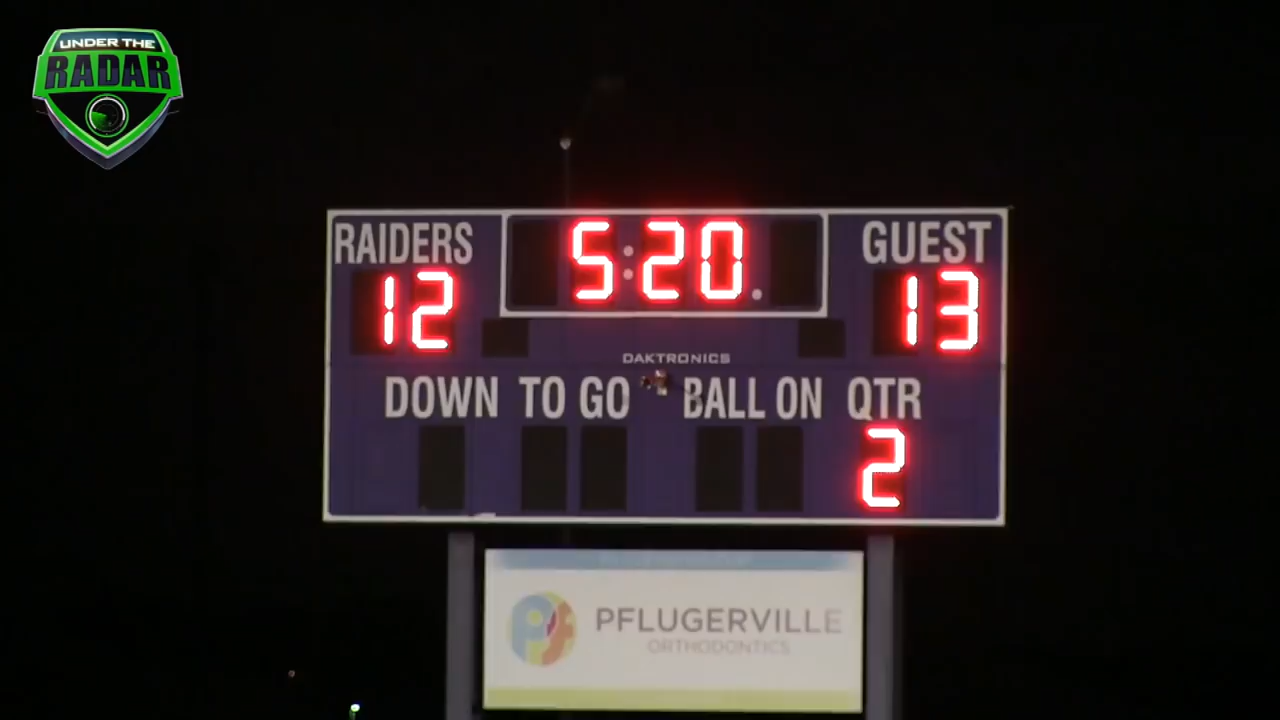 UNDER THE
RADAR
RAIDERS
5:20
GUEST
12
13
DAKTRONICS
DOWN TO GO BALL ON QTR
2
PFLUGERVILLE
ORTHODONTICS